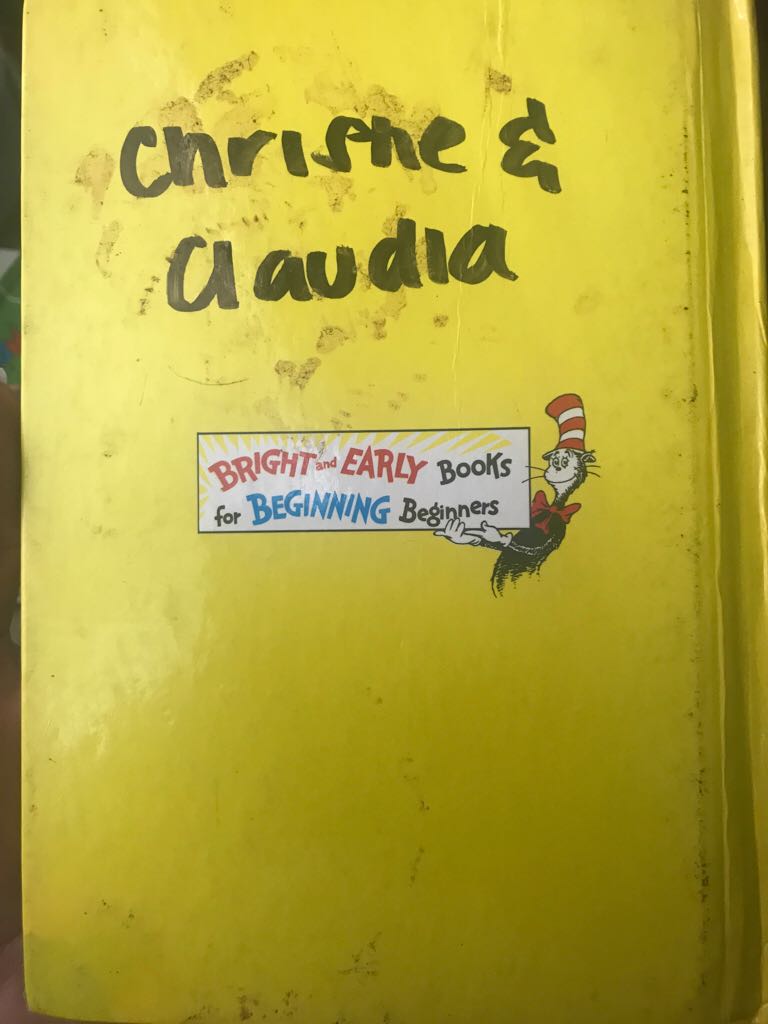 Chrishe &
Claudia
BRIGHT and EARLY BOOKS
for BEGINNING Beginners